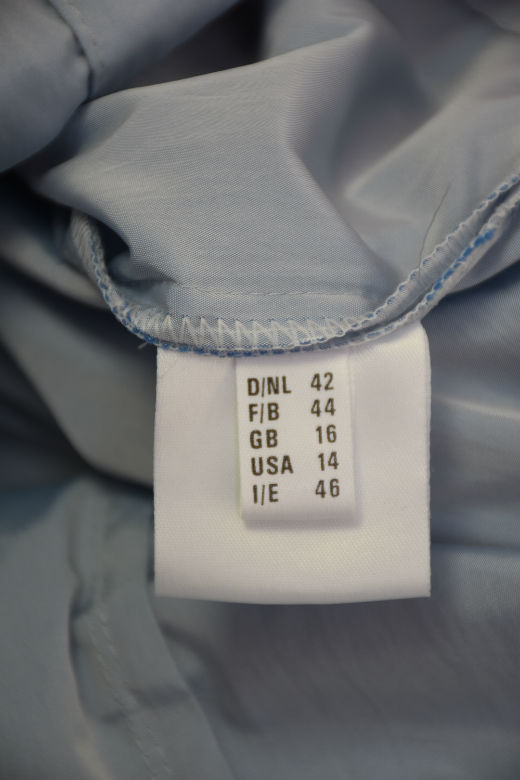 D/NL 42
F/B 44
GB 16
USA 14
I/E 46